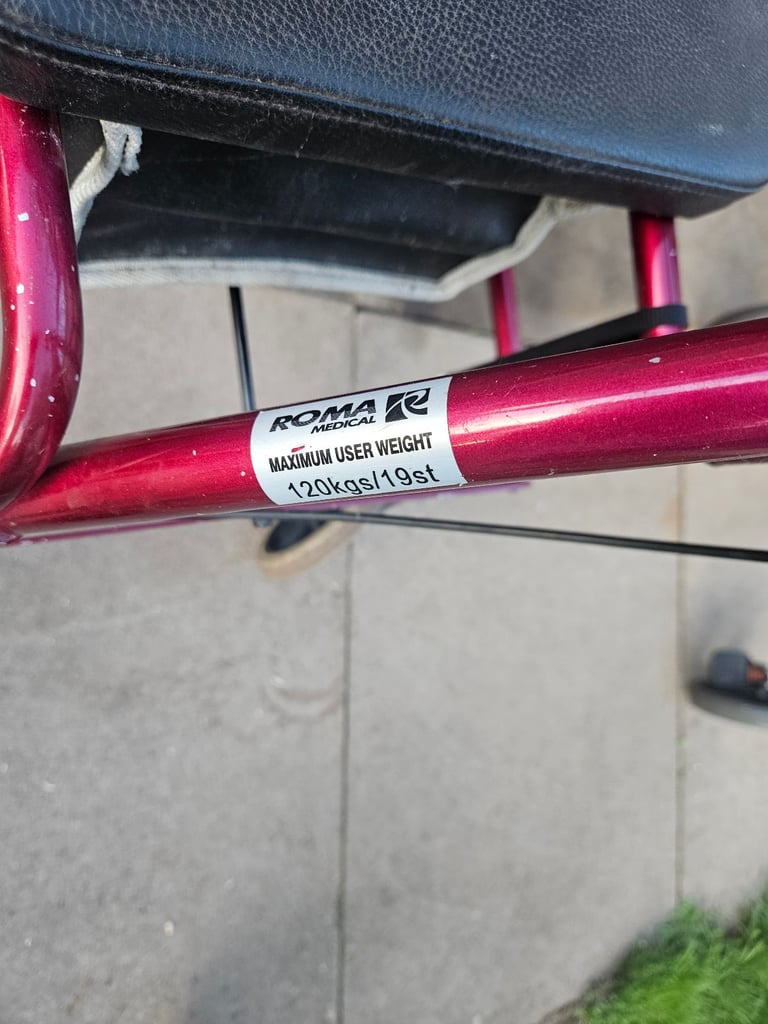 ROMA
MEDICAL
MAXIMUM USER WEIGHT
120kgs/19st